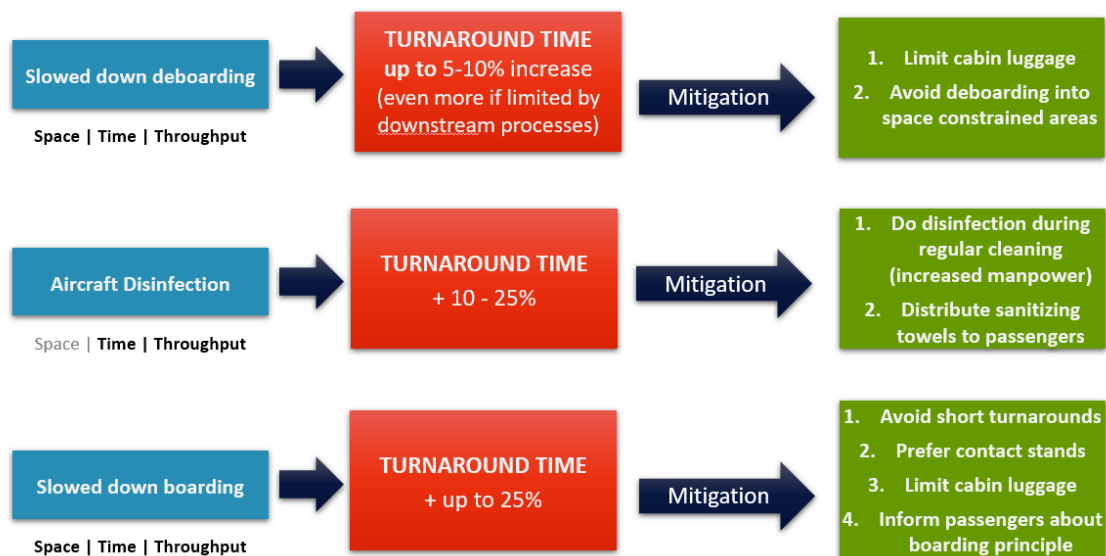 Slowed down deboarding
Space | Time | Throughput
TURNAROUND TIME
up to 5-10% increase
(even more if limited by
downstream processes)
Mitigation
1. Limit cabin luggage
2. Avoid deboarding into
space constrained areas
Aircraft Disinfection
Space | Time | Throughput
TURNAROUND TIME
+ 10 - 25%
Mitigation
1. Do disinfection during
regular cleaning
(increased manpower)
2. Distribute sanitizing
towels to passengers
Slowed down boarding
Space | Time | Throughput
TURNAROUND TIME
+ up to 25%
Mitigation
1. Avoid short turnarounds
2. Prefer contact stands
3. Limit cabin luggage
4. Inform passengers about
boarding principle